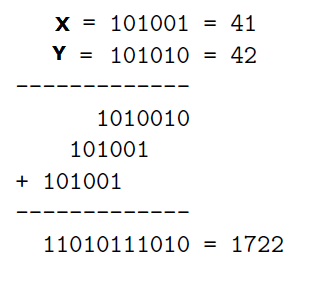 X = 101001 = 41
Y = 101010 = 42
-------------
1010010
101001
+ 101001
-------------
11010111010 = 1722